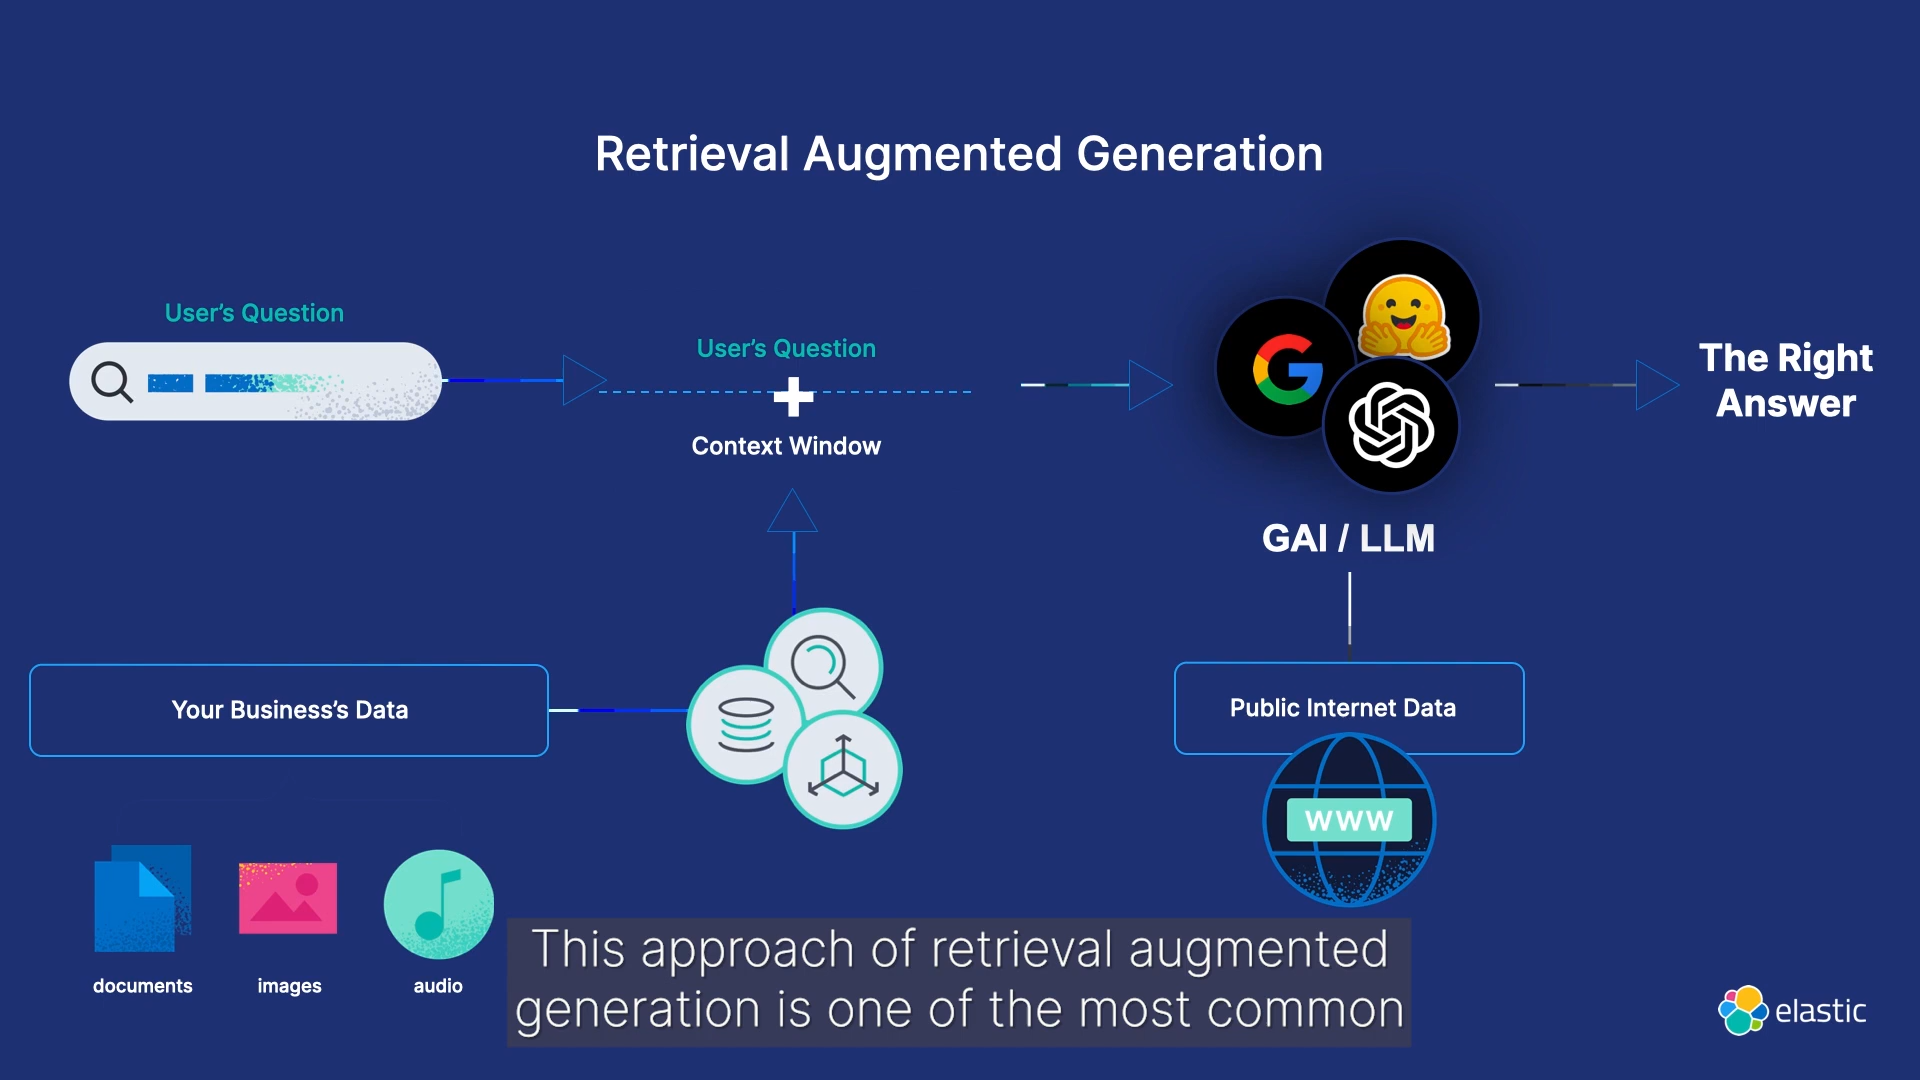 Retrieval Augmented Generation
User’s Question
User’s Question
Context Window
The Right
Answer
GAI / LLM
Your Business’s Data
Public Internet Data
WWW
documents
images
audio
This approach of retrieval augmented
generation is one of the most common
elastic